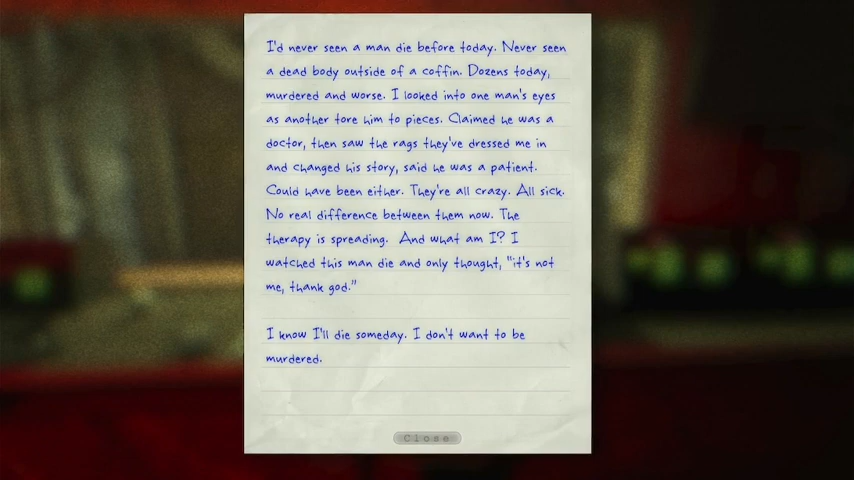 I'd never seen a man die before today. Never seen
a dead body outside of a coffin. Dozens today,
murdered and worse. I looked into one man's eyes
as another tore him to pieces. Claimed he was a
doctor, then saw the rags they've dressed me in
and changed his story, said he was a patient.
Could have been either. They're all crazy. All sick.
No real difference between them now. The
therapy is spreading. And what am I? I
watched this man die and only thought, "it's not
me, thank god."
I know I'll die someday. I don't want to be
murdered.
Close